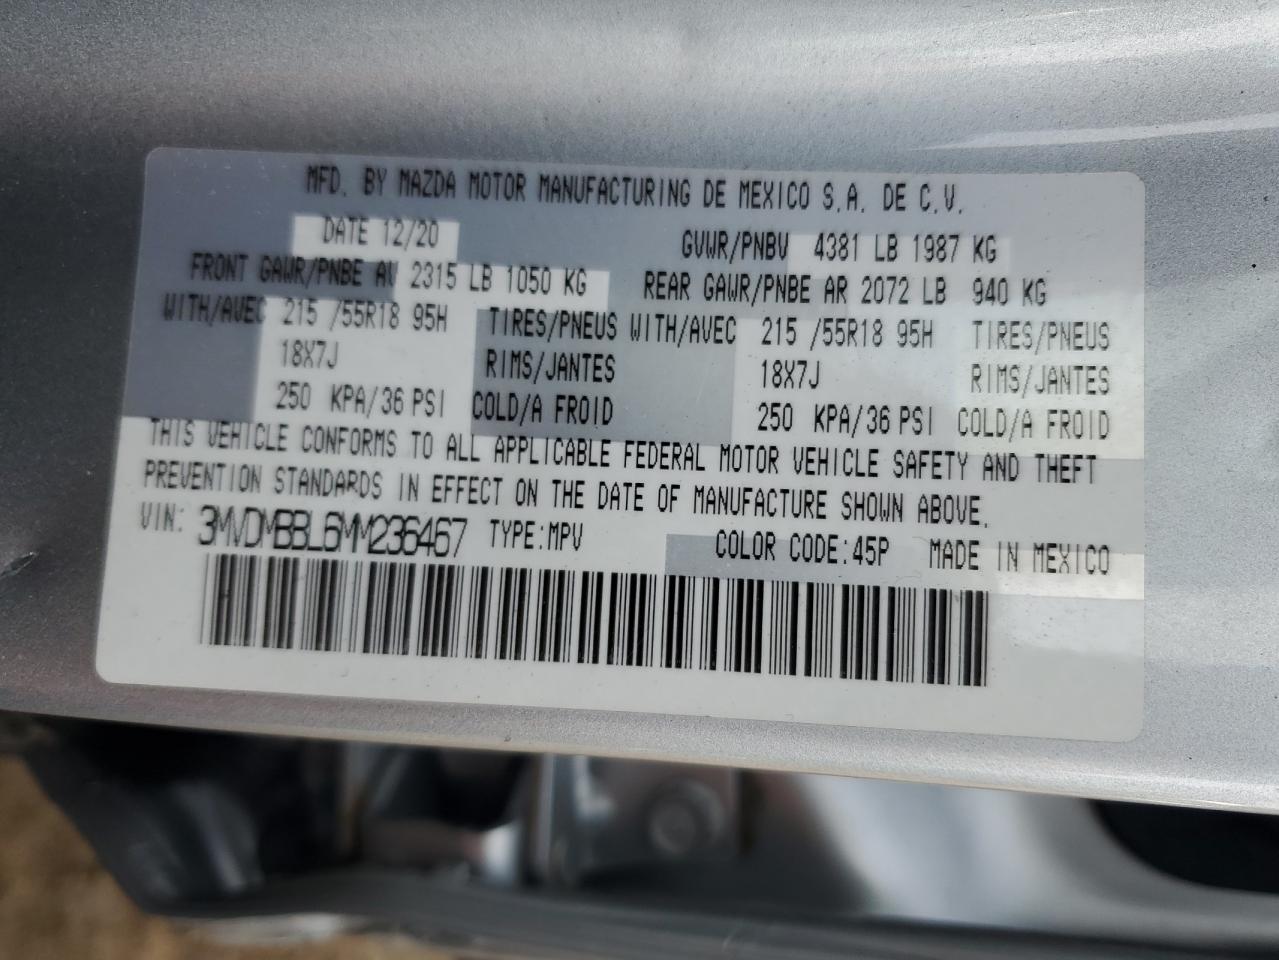 MFD. BY MAZDA MOTOR MANUFACTURING DE MEXICO S.A. DE C.V.
DATE 12/20 GVWR/PNBV 4381 LB 1987 KG
FRONT GAWR/PNBE AV 2315 LB 1050 KG REAR GAWR/PNBE AR 2072 LB 940 KG
WITH/AVEC 215 /55R18 95H TIRES/PNEUS WITH/AVEC 215 /55R18 95H TIRES/PNEUS
18X7J RIMS/JANTES 18X7J RIMS/JANTES
250 KPA/36 PSI COLD/A FROID 250 KPA/36 PSI COLD/A FROID
THIS VEHICLE CONFORMS TO ALL APPLICABLE FEDERAL MOTOR VEHICLE SAFETY AND THEFT
PREVENTION STANDARDS IN EFFECT ON THE DATE OF MANUFACTURE SHOWN ABOVE.
VIN: 3MVDMBBL6MM236467 TYPE:MPV COLOR CODE:45P MADE IN MEXICO